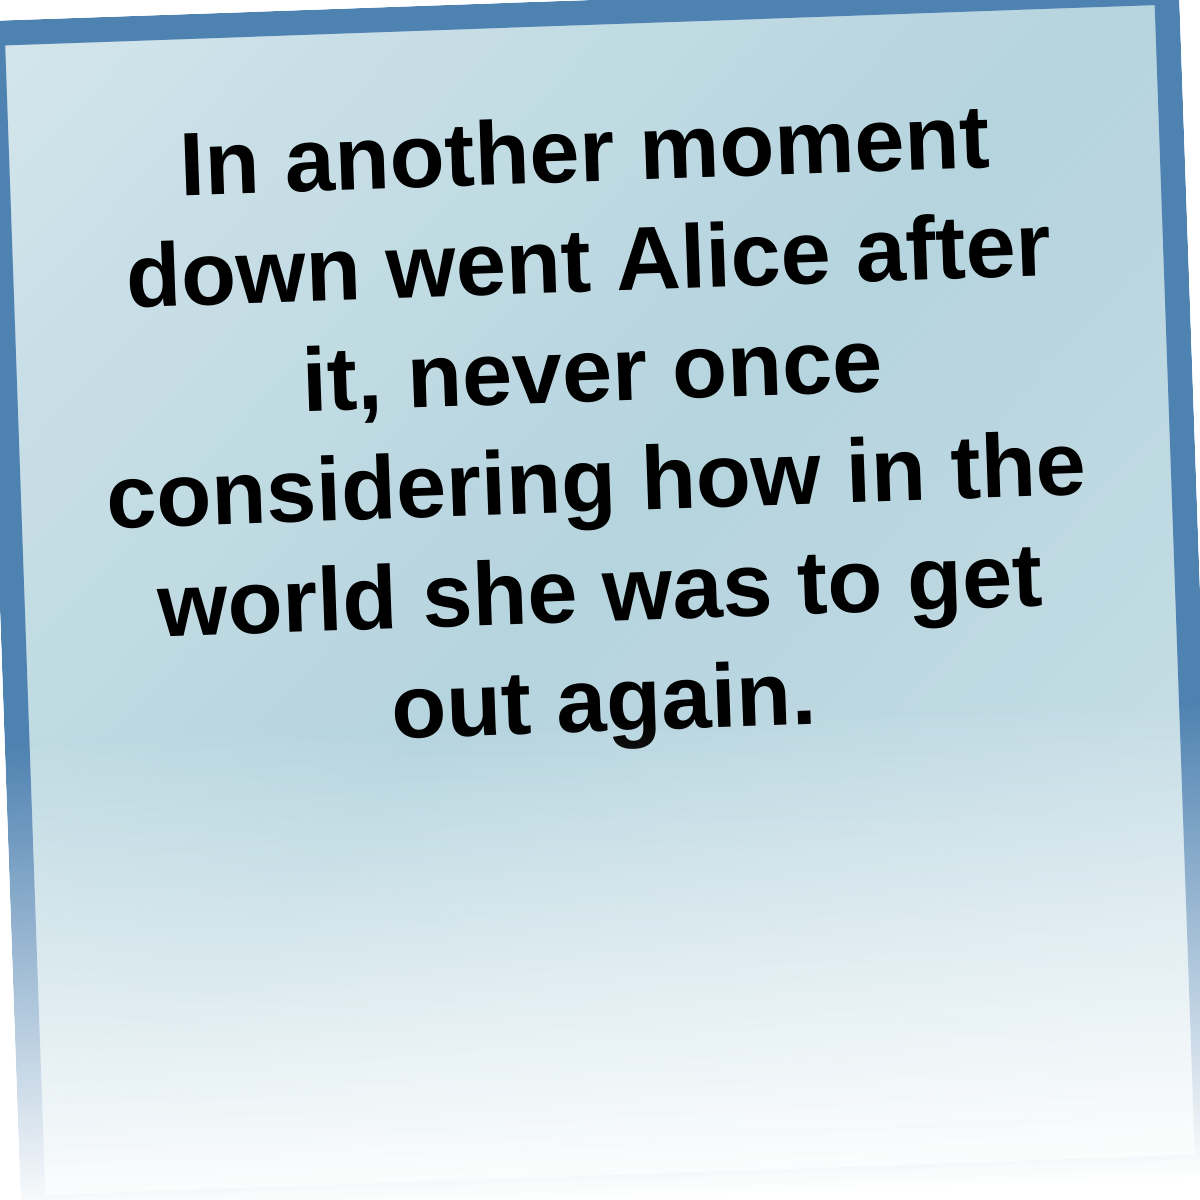 In another moment
down went Alice after
it, never once
considering how in the
world she was to get
out again.